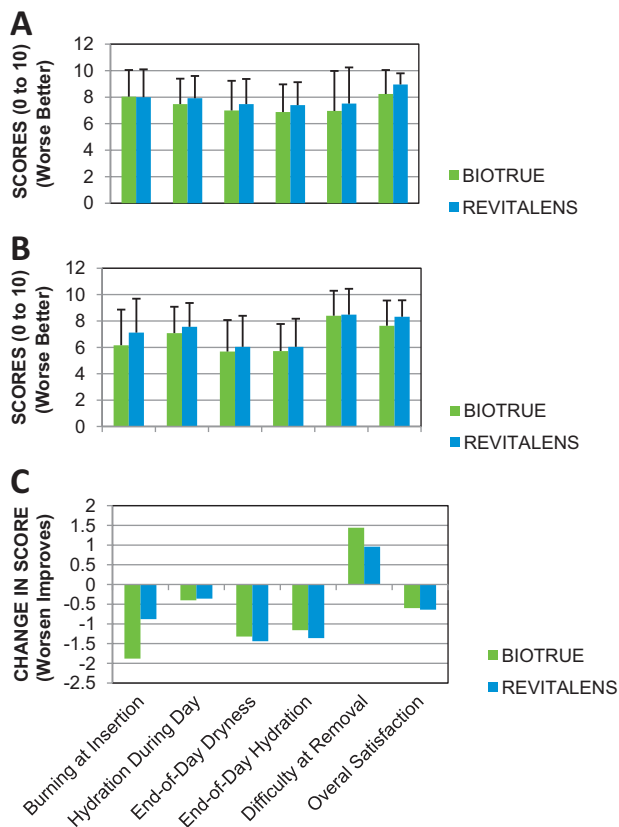 A
SCORES (0 to 10)
(Worse Better)
12
10
8
6
4
2
0
BIOTRUE
REVITALENS
B
SCORES (0 to 10)
(Worse Better)
12
10
8
6
4
2
0
BIOTRUE
REVITALENS
C
CHANGE IN SCORE
(Worsen Improves)
2
1.5
1
0.5
0
-0.5
-1
-1.5
-2
-2.5
BIOTRUE
REVITALENS
Burning at Insertion
Hydration During Day
End-of-Day Dryness
End-of-Day Hydration
Difficulty at Removal
Overal Satisfaction